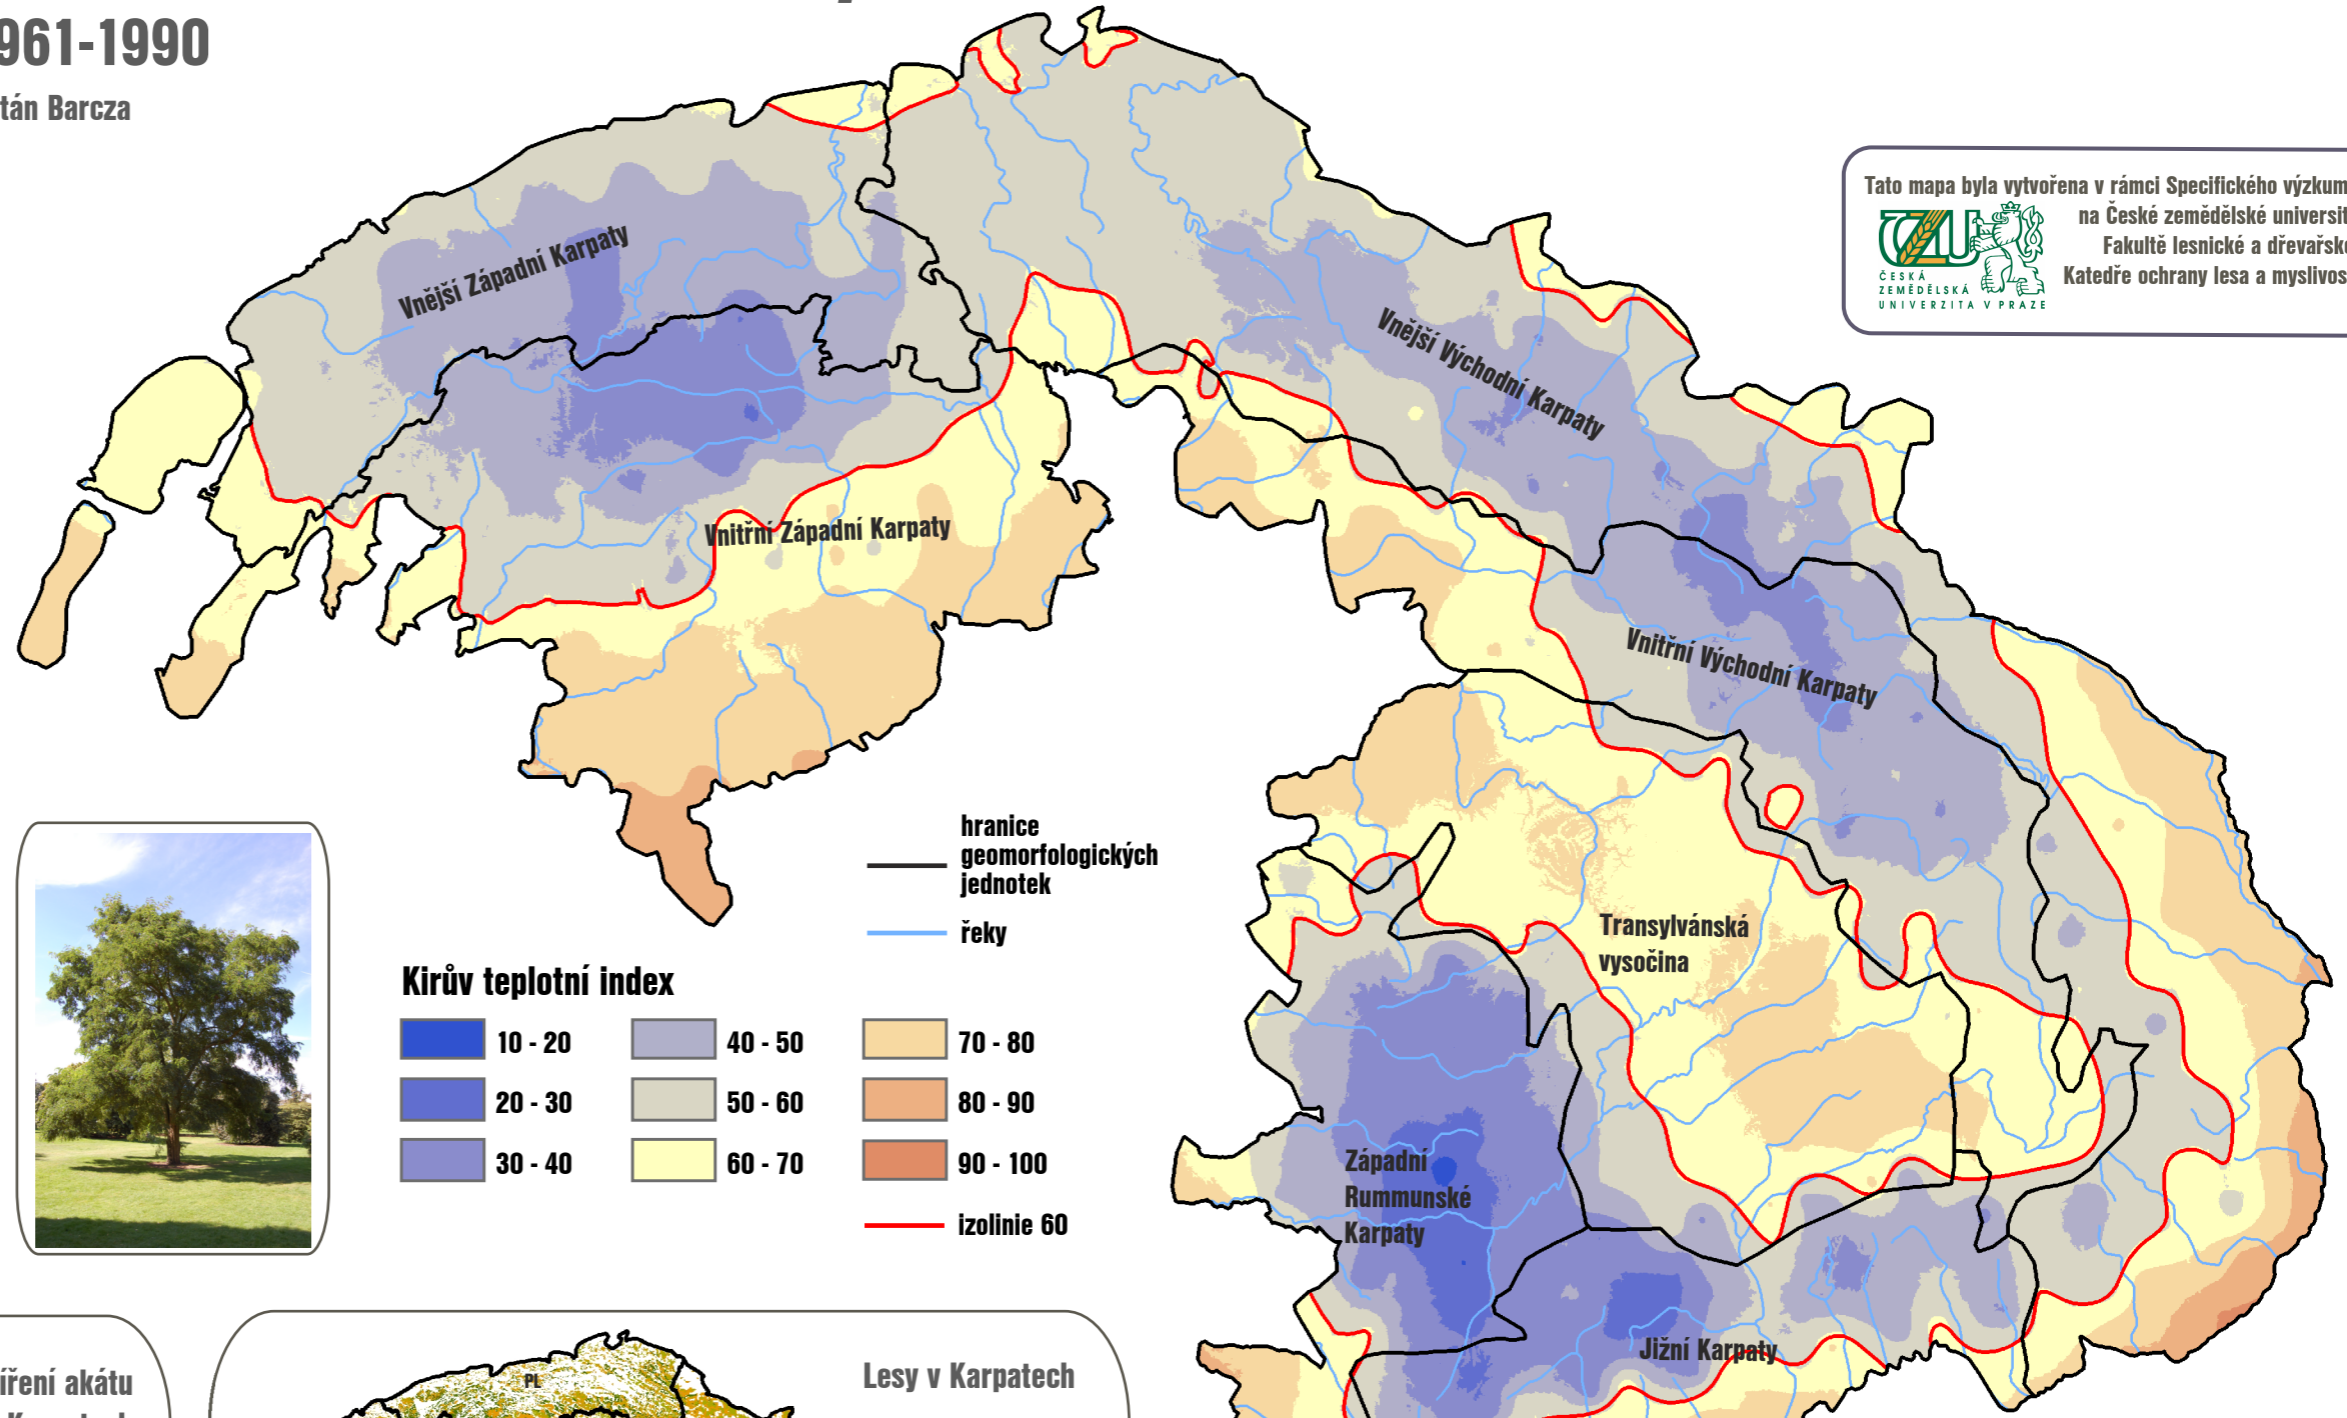 961-1990
tán Barcza
Tato mapa byla vytvořena v rámci Specifického výzkum
na České zemědělské universit
Fakultě lesnické a dřevařské
Katedře ochrany lesa a myslivos
ČZU
ČESKÁ
ZEMĚDĚLSKÁ
UNIVERZITA V PRAZE
Vnější Západní Karpaty
Vnější Východní Karpaty
Vnitřní Západní Karpaty
Vnitřní Východní Karpaty
Transylvánská
vysočina
Západní
Rummunské
Karpaty
Jižní Karpaty
hranice
geomorfologických
jednotek
řeky
Kirův teplotní index
10 - 20
20 - 30
30 - 40
40 - 50
50 - 60
60 - 70
70 - 80
80 - 90
90 - 100
izolinie 60
íření akátu
Lesy v Karpatech
PL